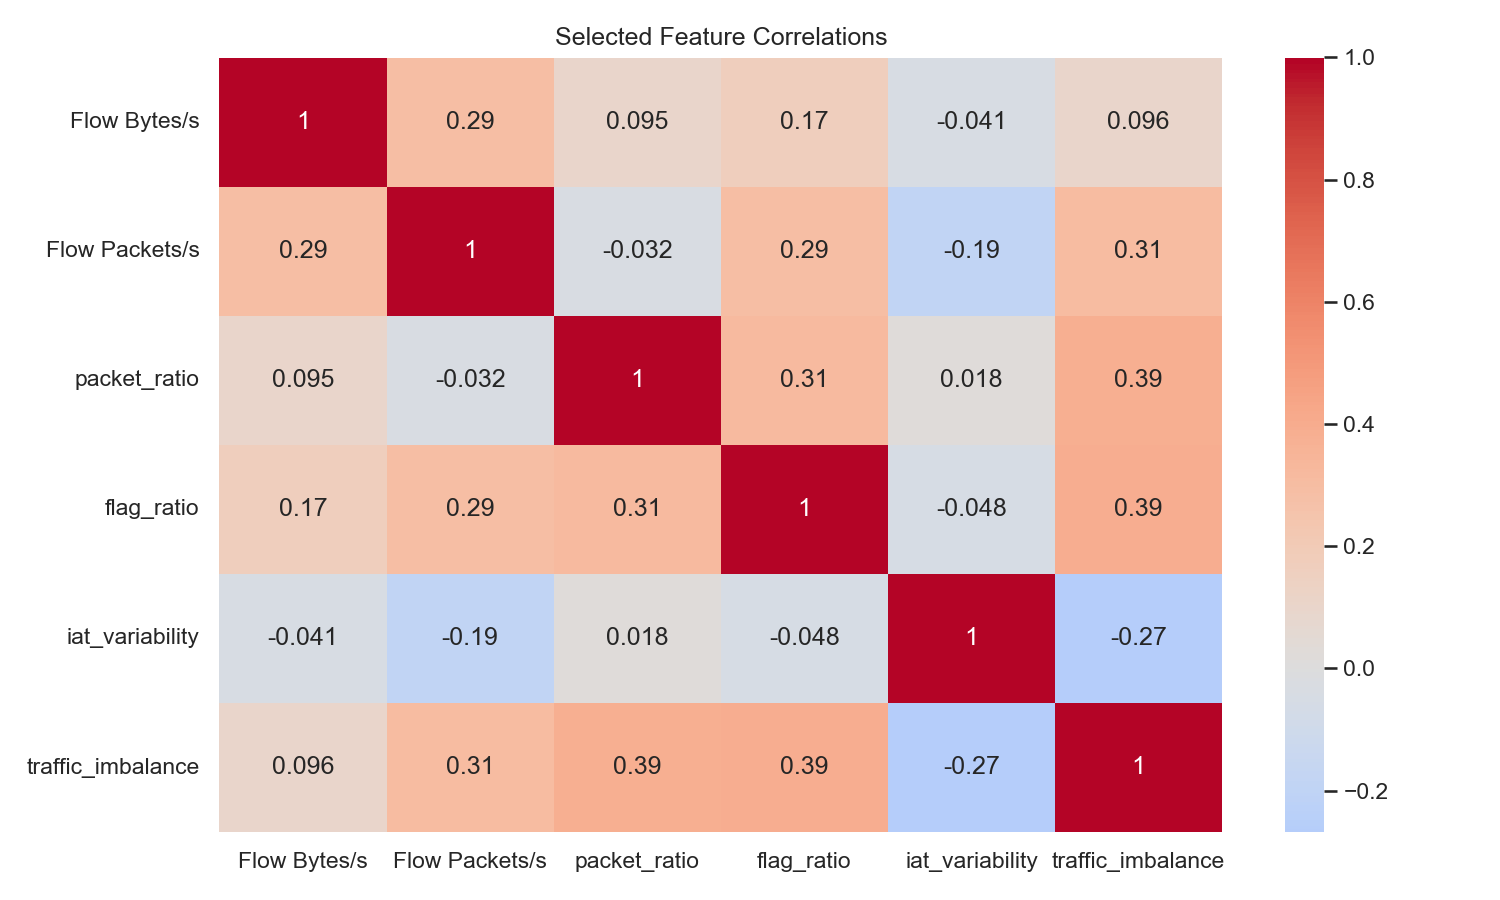 Selected Feature Correlations
Flow Bytes/s 1 0.29 0.095 0.17 -0.041 0.096
Flow Packets/s 0.29 1 -0.032 0.29 -0.19 0.31
packet_ratio 0.095 -0.032 1 0.31 0.018 0.39
flag_ratio 0.17 0.29 0.31 1 -0.048 0.39
iat_variability -0.041 -0.19 0.018 -0.048 1 -0.27
traffic_imbalance 0.096 0.31 0.39 0.39 -0.27 1
Flow Bytes/s Flow Packets/s packet_ratio flag_ratio iat_variability traffic_imbalance
1.0
0.8
0.6
0.4
0.2
0.0
−0.2